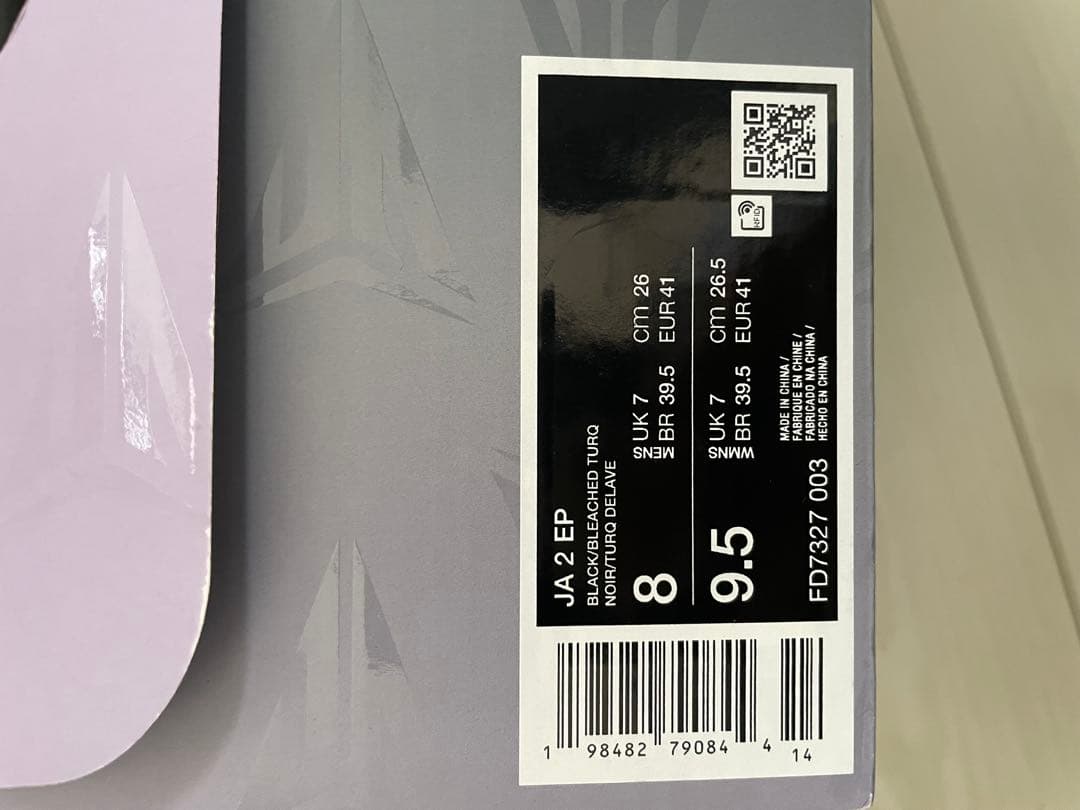 JA 2 EP
BLACK/BLEACHED TURQ
NOIR/TURQ DELAVE
8 MENS UK 7 cm 26
BR 39.5 EUR 41
9.5 WMNS UK 7 cm 26.5
BR 39.5 EUR 41
RFID
FD7327 003
MADE IN CHINA /
FABRIQUE EN CHINE /
FABRICADO NA CHINA /
HECHO EN CHINA
1 98482 79084 4
14